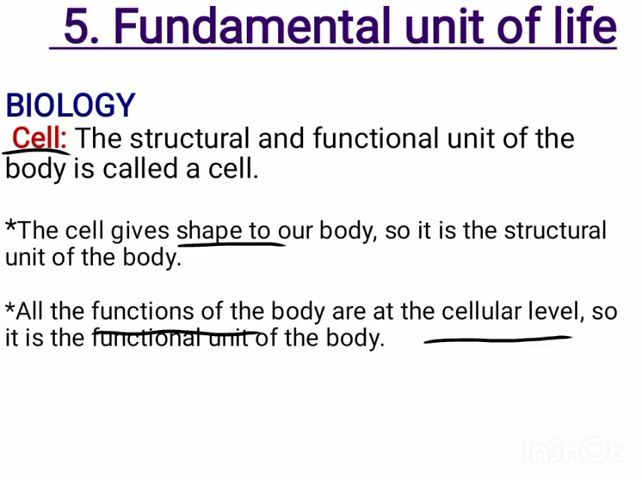 5. Fundamental unit of life
BIOLOGY
Cell: The structural and functional unit of the
body is called a cell.
*The cell gives shape to our body, so it is the structural
unit of the body.
*All the functions of the body are at the cellular level, so
it is the functional unit of the body.
InShOt